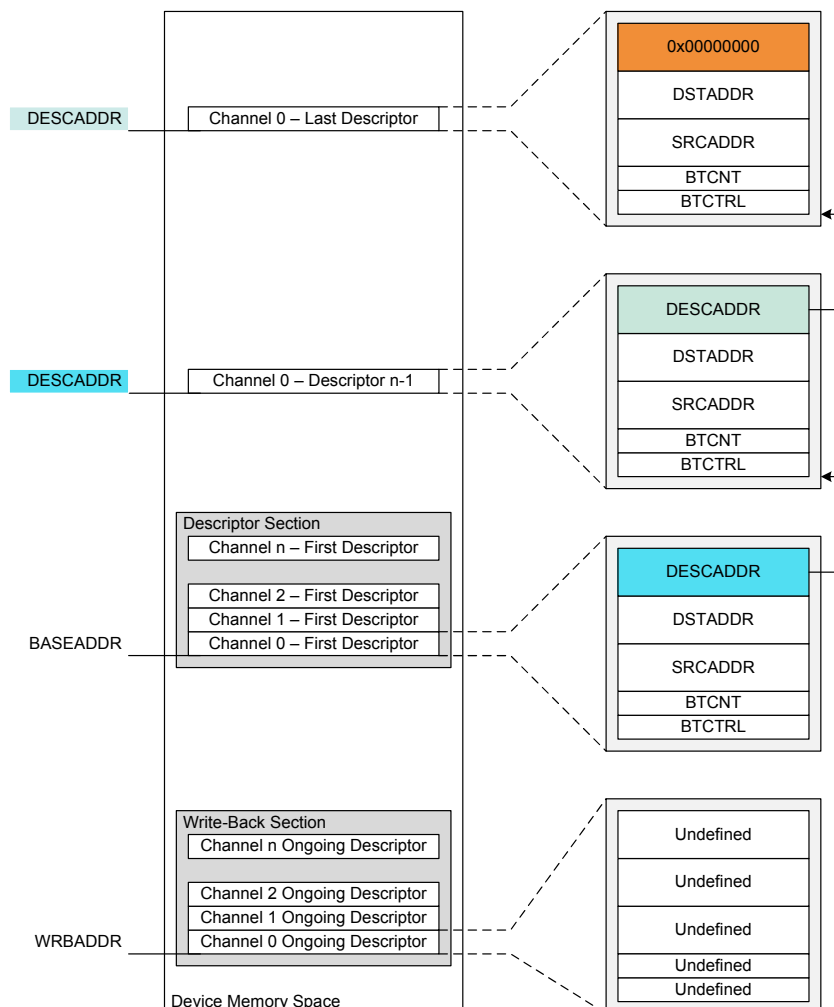 0x00000000
DSTADDR
DESCADDR
Channel 0 – Last Descriptor
SRCADDR
BTCNT
BTCTRL
DESCADDR
DSTADDR
DESCADDR
Channel 0 – Descriptor n-1
SRCADDR
BTCNT
BTCTRL
Descriptor Section
Channel n – First Descriptor
DESCADDR
Channel 2 – First Descriptor
Channel 1 – First Descriptor
DSTADDR
BASEADDR
Channel 0 – First Descriptor
SRCADDR
BTCNT
BTCTRL
Write-Back Section
Channel n Ongoing Descriptor
Undefined
Channel 2 Ongoing Descriptor
Undefined
Channel 1 Ongoing Descriptor
WRBADDR
Channel 0 Ongoing Descriptor
Undefined
Undefined
Undefined
Device Memory Space